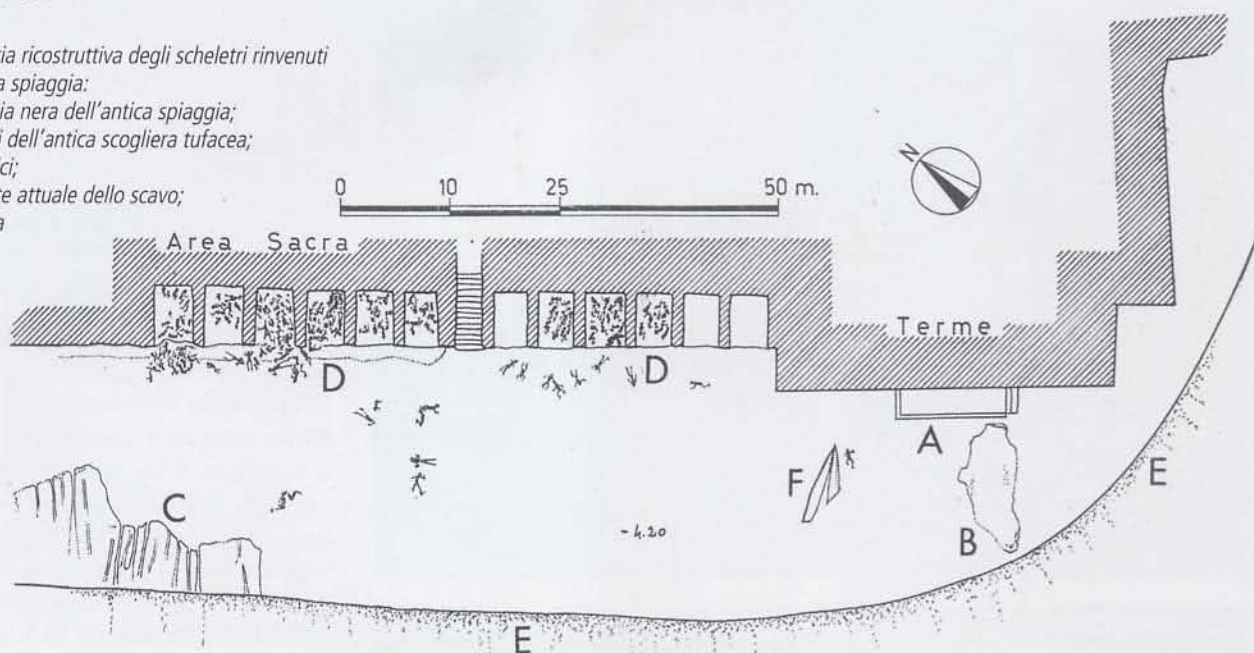 ia ricostruttiva degli scheletri rinvenuti
a spiaggia:
ia nera dell'antica spiaggia;
i dell'antica scogliera tufacea;
ci;
e attuale dello scavo;
a
N
0 10 25 50 m.
Area Sacra
Terme
D D
A
F
E
C
B
-4.20
E